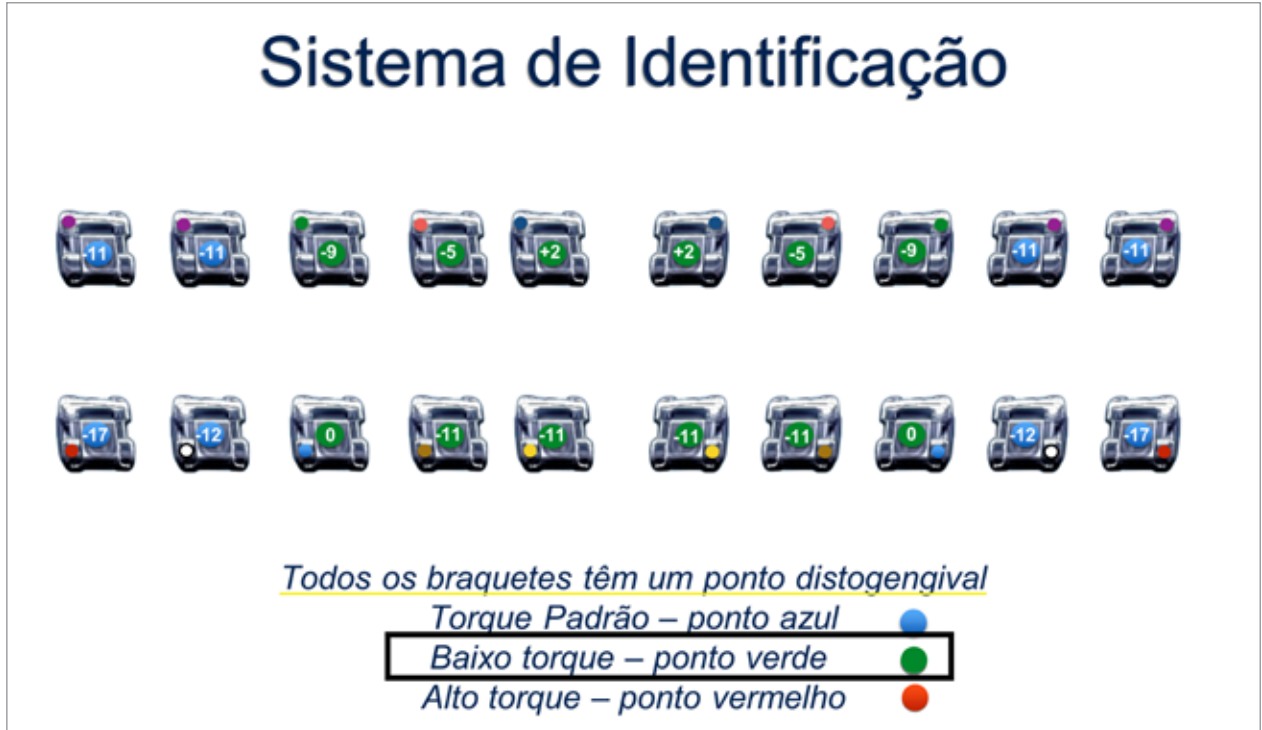 Sistema de Identificação
-11 -11 -9 -5 +2 +2 -5 -9 -11 -11
-17 -12 0 -11 -11 -11 -11 0 -12 -17
Todos os braquetes têm um ponto distogengival
Torque Padrão – ponto azul
Baixo torque – ponto verde
Alto torque – ponto vermelho